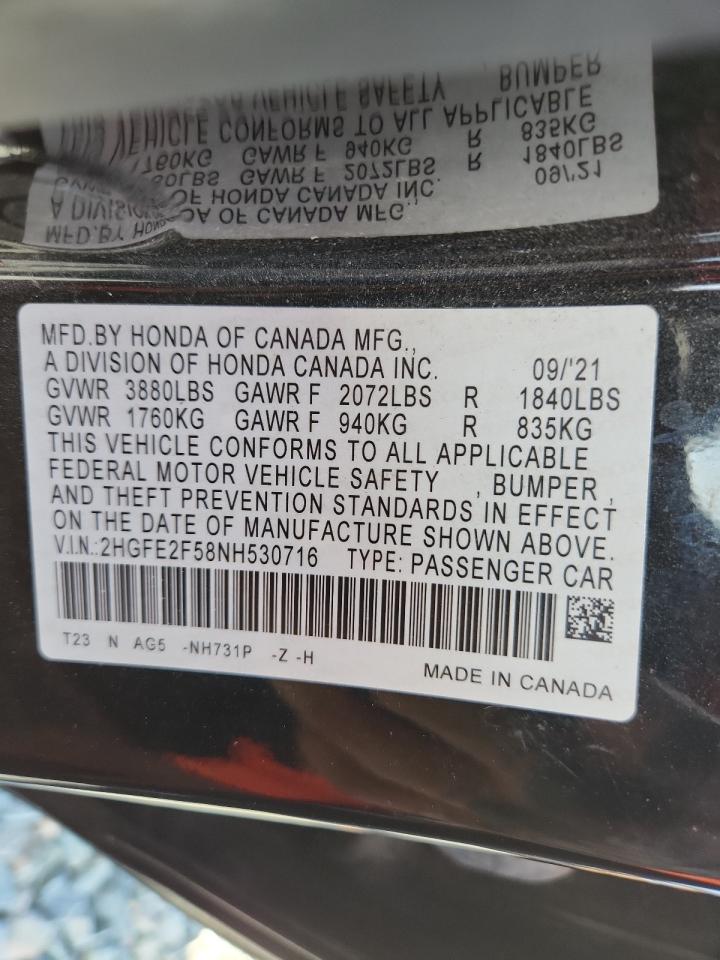 MFD.BY HONDA OF CANADA MFG.,
A DIVISION OF HONDA CANADA INC. 09/'21
GVWR 3880LBS GAWR F 2072LBS R 1840LBS
GVWR 1760KG GAWR F 940KG R 835KG
THIS VEHICLE CONFORMS TO ALL APPLICABLE
FEDERAL MOTOR VEHICLE SAFETY , BUMPER ,
AND THEFT PREVENTION STANDARDS IN EFFECT
ON THE DATE OF MANUFACTURE SHOWN ABOVE.
V.I.N.:2HGFE2F58NH530716 TYPE: PASSENGER CAR
T23 N AG5 -NH731P -Z -H
MADE IN CANADA